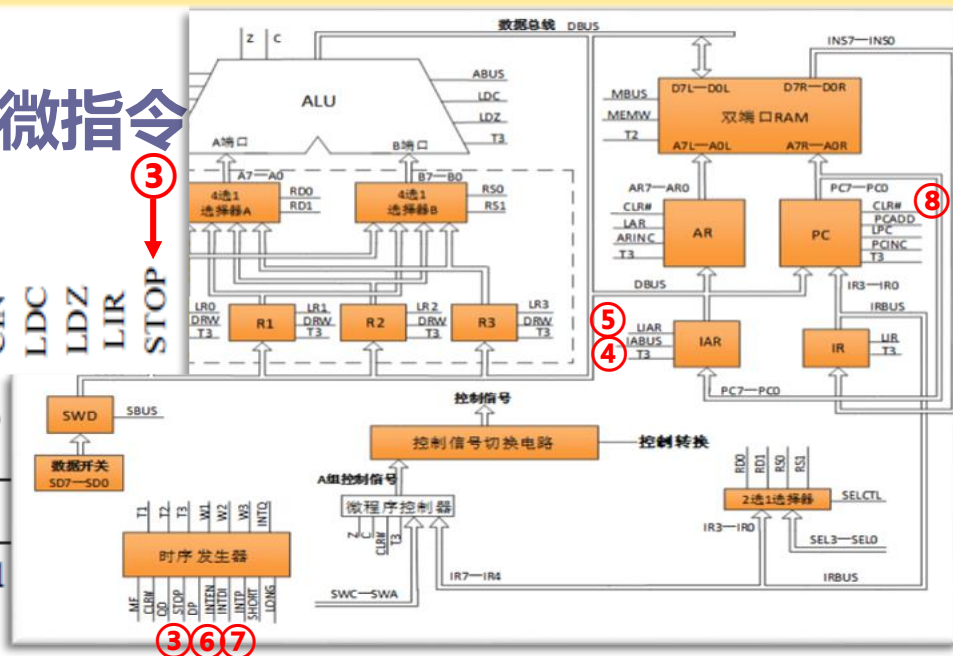 微指令
③
CIN
LDC
LDZ
LIR
STOP
数据总线 DBUS
INS7—INS0
Z
C
ALU
ABUS
LDC
LDZ
T3
A端口
B端口
A7—A0
B7—B0
4选1
选择器A
RD0
RD1
4选1
选择器B
RS0
RS1
MBUS
MEMW
T2
D7L—D0L
D7R—D0R
双端口RAM
A7L—A0L
A7R—A0R
AR7—AR0
PC7—PC0
CLR#
LAR
ARINC
T3
AR
PC
CLR#
⑧
PCADD
LPC
PCINC
T3
LR0
DRW
T3
R1
LR1
DRW
T3
R2
LR2
DRW
T3
R3
LR3
DRW
T3
DBUS
IR3—IR0
IRBUS
⑤
④
LIAR
IABUS
T3
IAR
IR
LIR
T3
PC7—PC0
SWD
SBUS
数据开关
SD7—SD0
控制信号
控制信号切换电路
控制转换
A组控制信号
微程序控制器
Z
C
CLR#
T3
RD0
RD1
RS0
RS1
2选1选择器
SELCTL
IR3—IR0
SEL3—SEL0
T1
T2
T3
W1
W2
W3
INTQ
时序发生器
MF
CLR#
QD
STOP
DP
INTEN
INTDI
INTP
SHORT
LONG
SWC—SWA
IR7—IR4
IRBUS
③
⑥
⑦